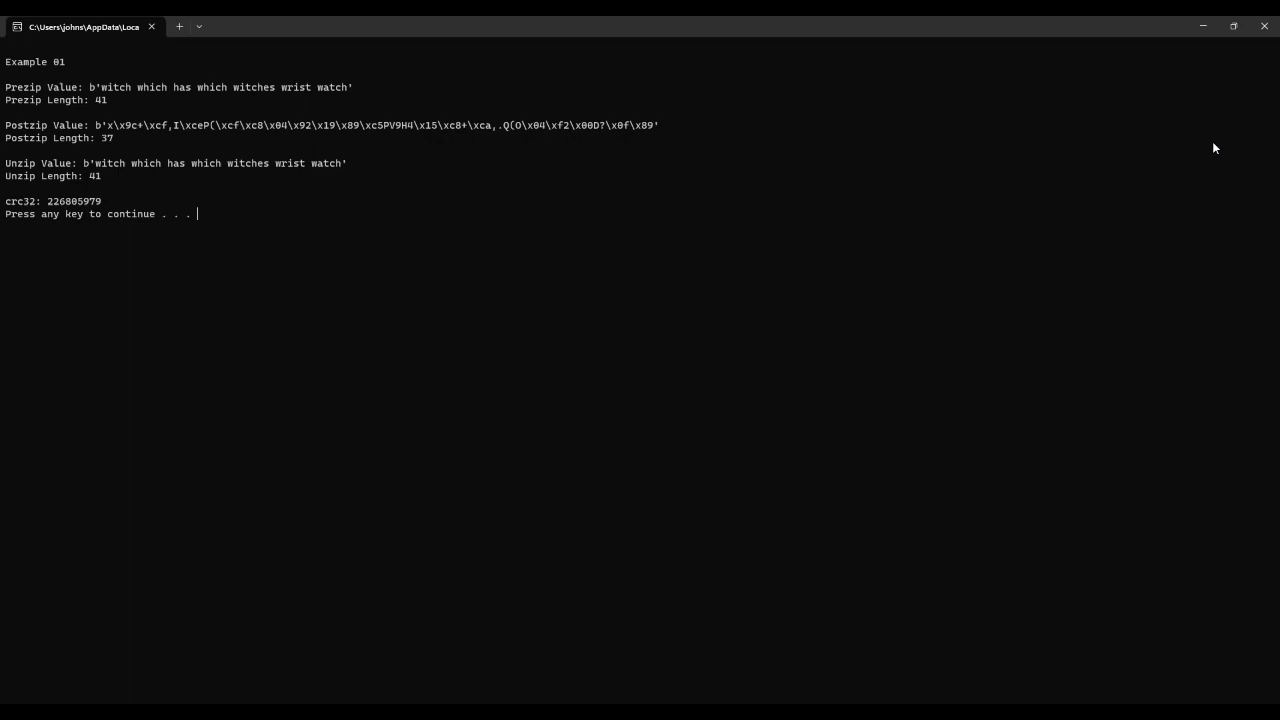 C:\Users\johns\AppData\Loca
Example 01
Prezip Value: b'witch which has which witches wrist watch'
Prezip Length: 41
Postzip Value: b'x\x9c+\xcf,I\xceP(\xcf\xc8\x04\x92\x19\x89\xc5PV9H4\x15\xc8+\xca,.Q(O\x04\xf2\x00D?\x0f\x89'
Postzip Length: 37
Unzip Value: b'witch which has which witches wrist watch'
Unzip Length: 41
crc32: 226805979
Press any key to continue . . .